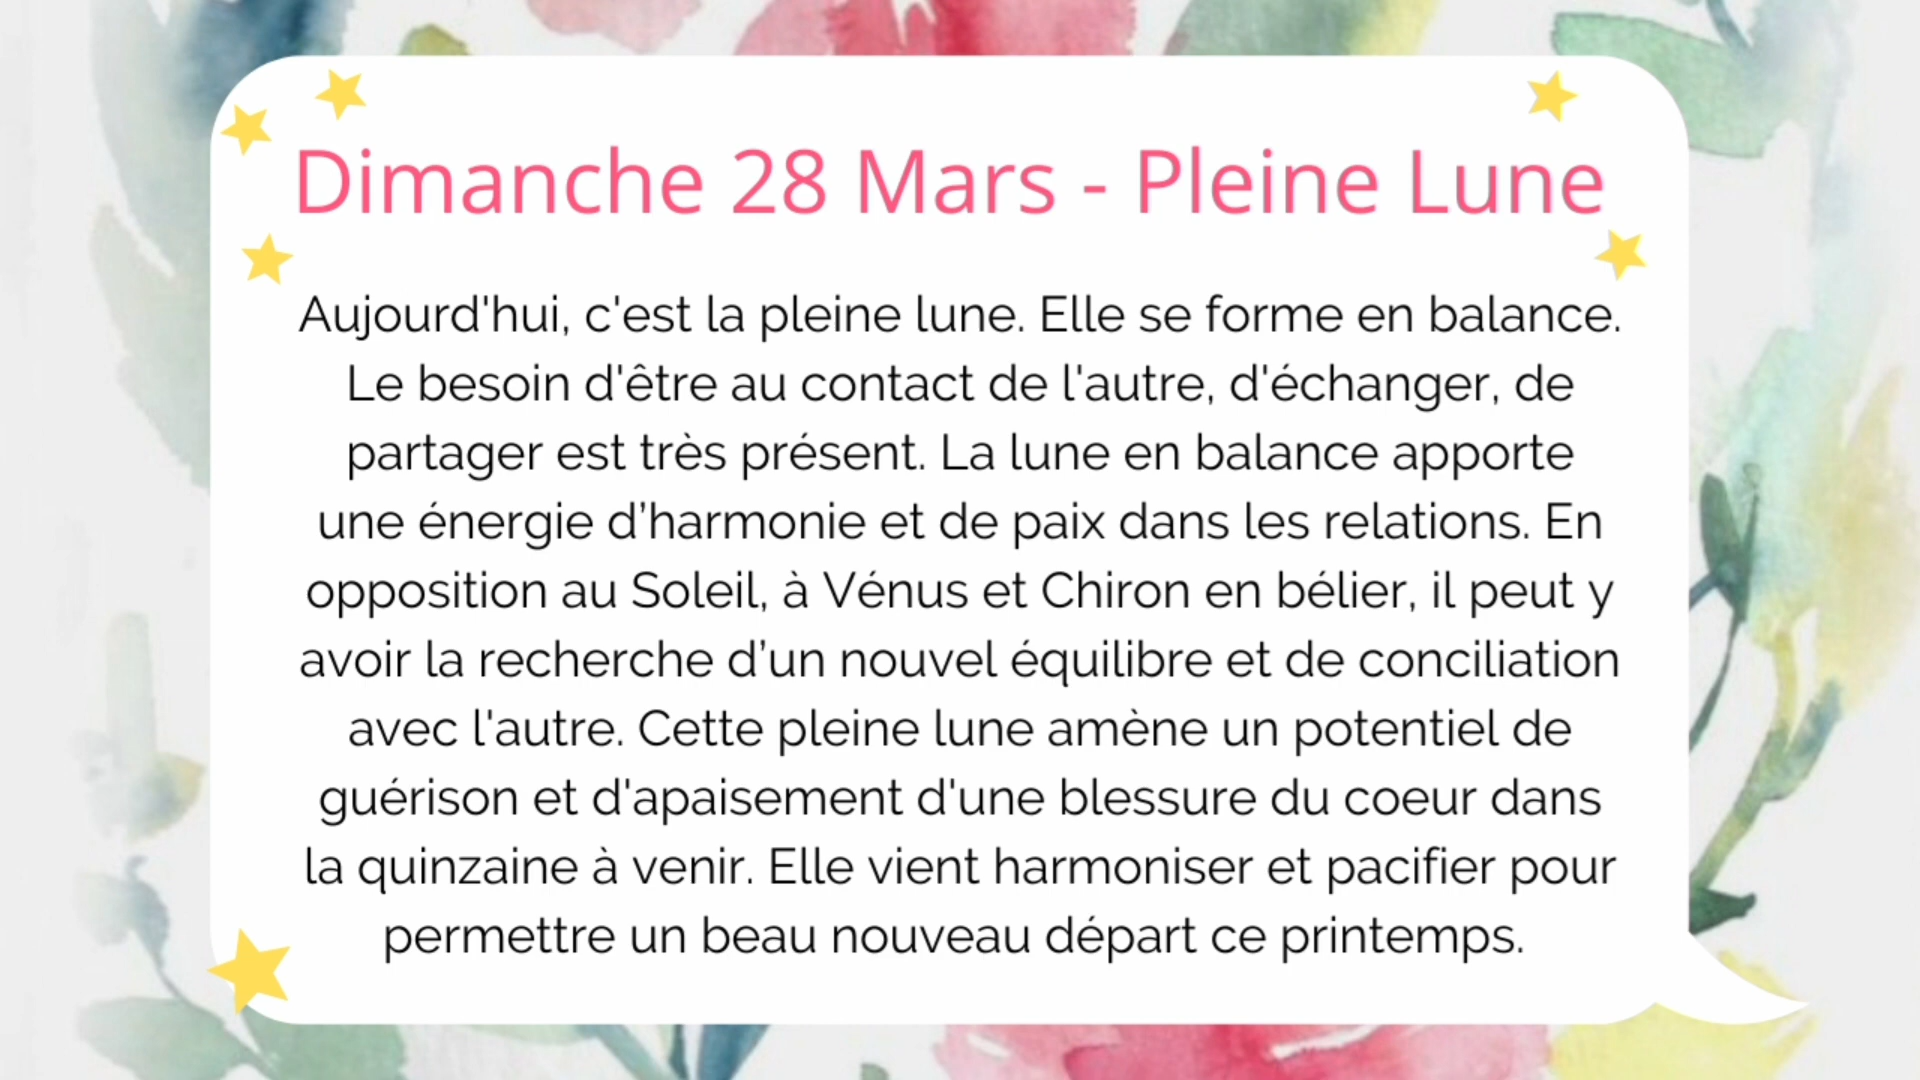 Dimanche 28 Mars - Pleine Lune
Aujourd'hui, c'est la pleine lune. Elle se forme en balance.
Le besoin d'être au contact de l'autre, d'échanger, de
partager est très présent. La lune en balance apporte
une énergie d’harmonie et de paix dans les relations. En
opposition au Soleil, à Vénus et Chiron en bélier, il peut y
avoir la recherche d’un nouvel équilibre et de conciliation
avec l'autre. Cette pleine lune amène un potentiel de
guérison et d'apaisement d'une blessure du coeur dans
la quinzaine à venir. Elle vient harmoniser et pacifier pour
permettre un beau nouveau départ ce printemps.